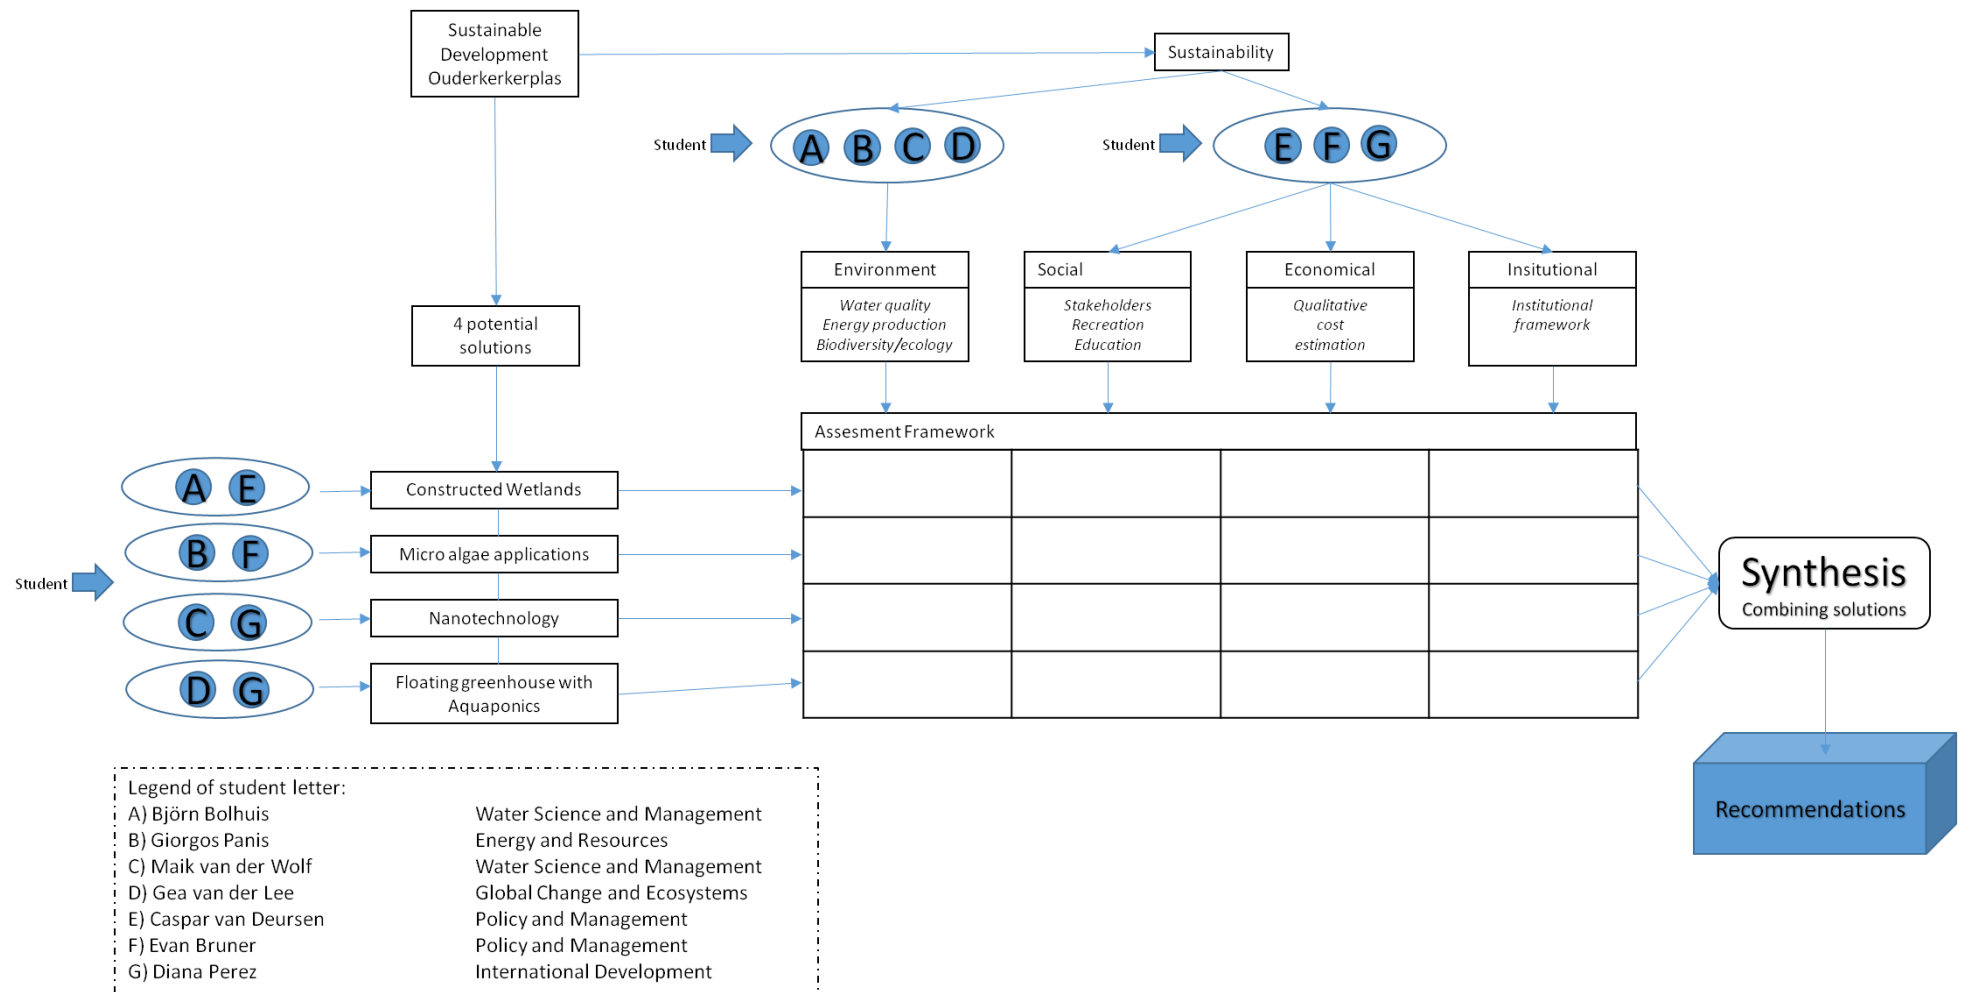 Sustainable
Development
Ouderkerkerplas
Sustainability
Student
A B C D
Student
E F G
Environment
Water quality
Energy production
Biodiversity/ecology
Social
Stakeholders
Recreation
Education
Economical
Qualitative
cost
estimation
Insitutional
Institutional
framework
4 potential
solutions
Assesment Framework
Student
A E
Constructed Wetlands
B F
Micro algae applications
C G
Nanotechnology
D G
Floating greenhouse with
Aquaponics
Synthesis
Combining solutions
Recommendations
Legend of student letter:
A) Björn Bolhuis Water Science and Management
B) Giorgos Panis Energy and Resources
C) Maik van der Wolf Water Science and Management
D) Gea van der Lee Global Change and Ecosystems
E) Caspar van Deursen Policy and Management
F) Evan Bruner Policy and Management
G) Diana Perez International Development